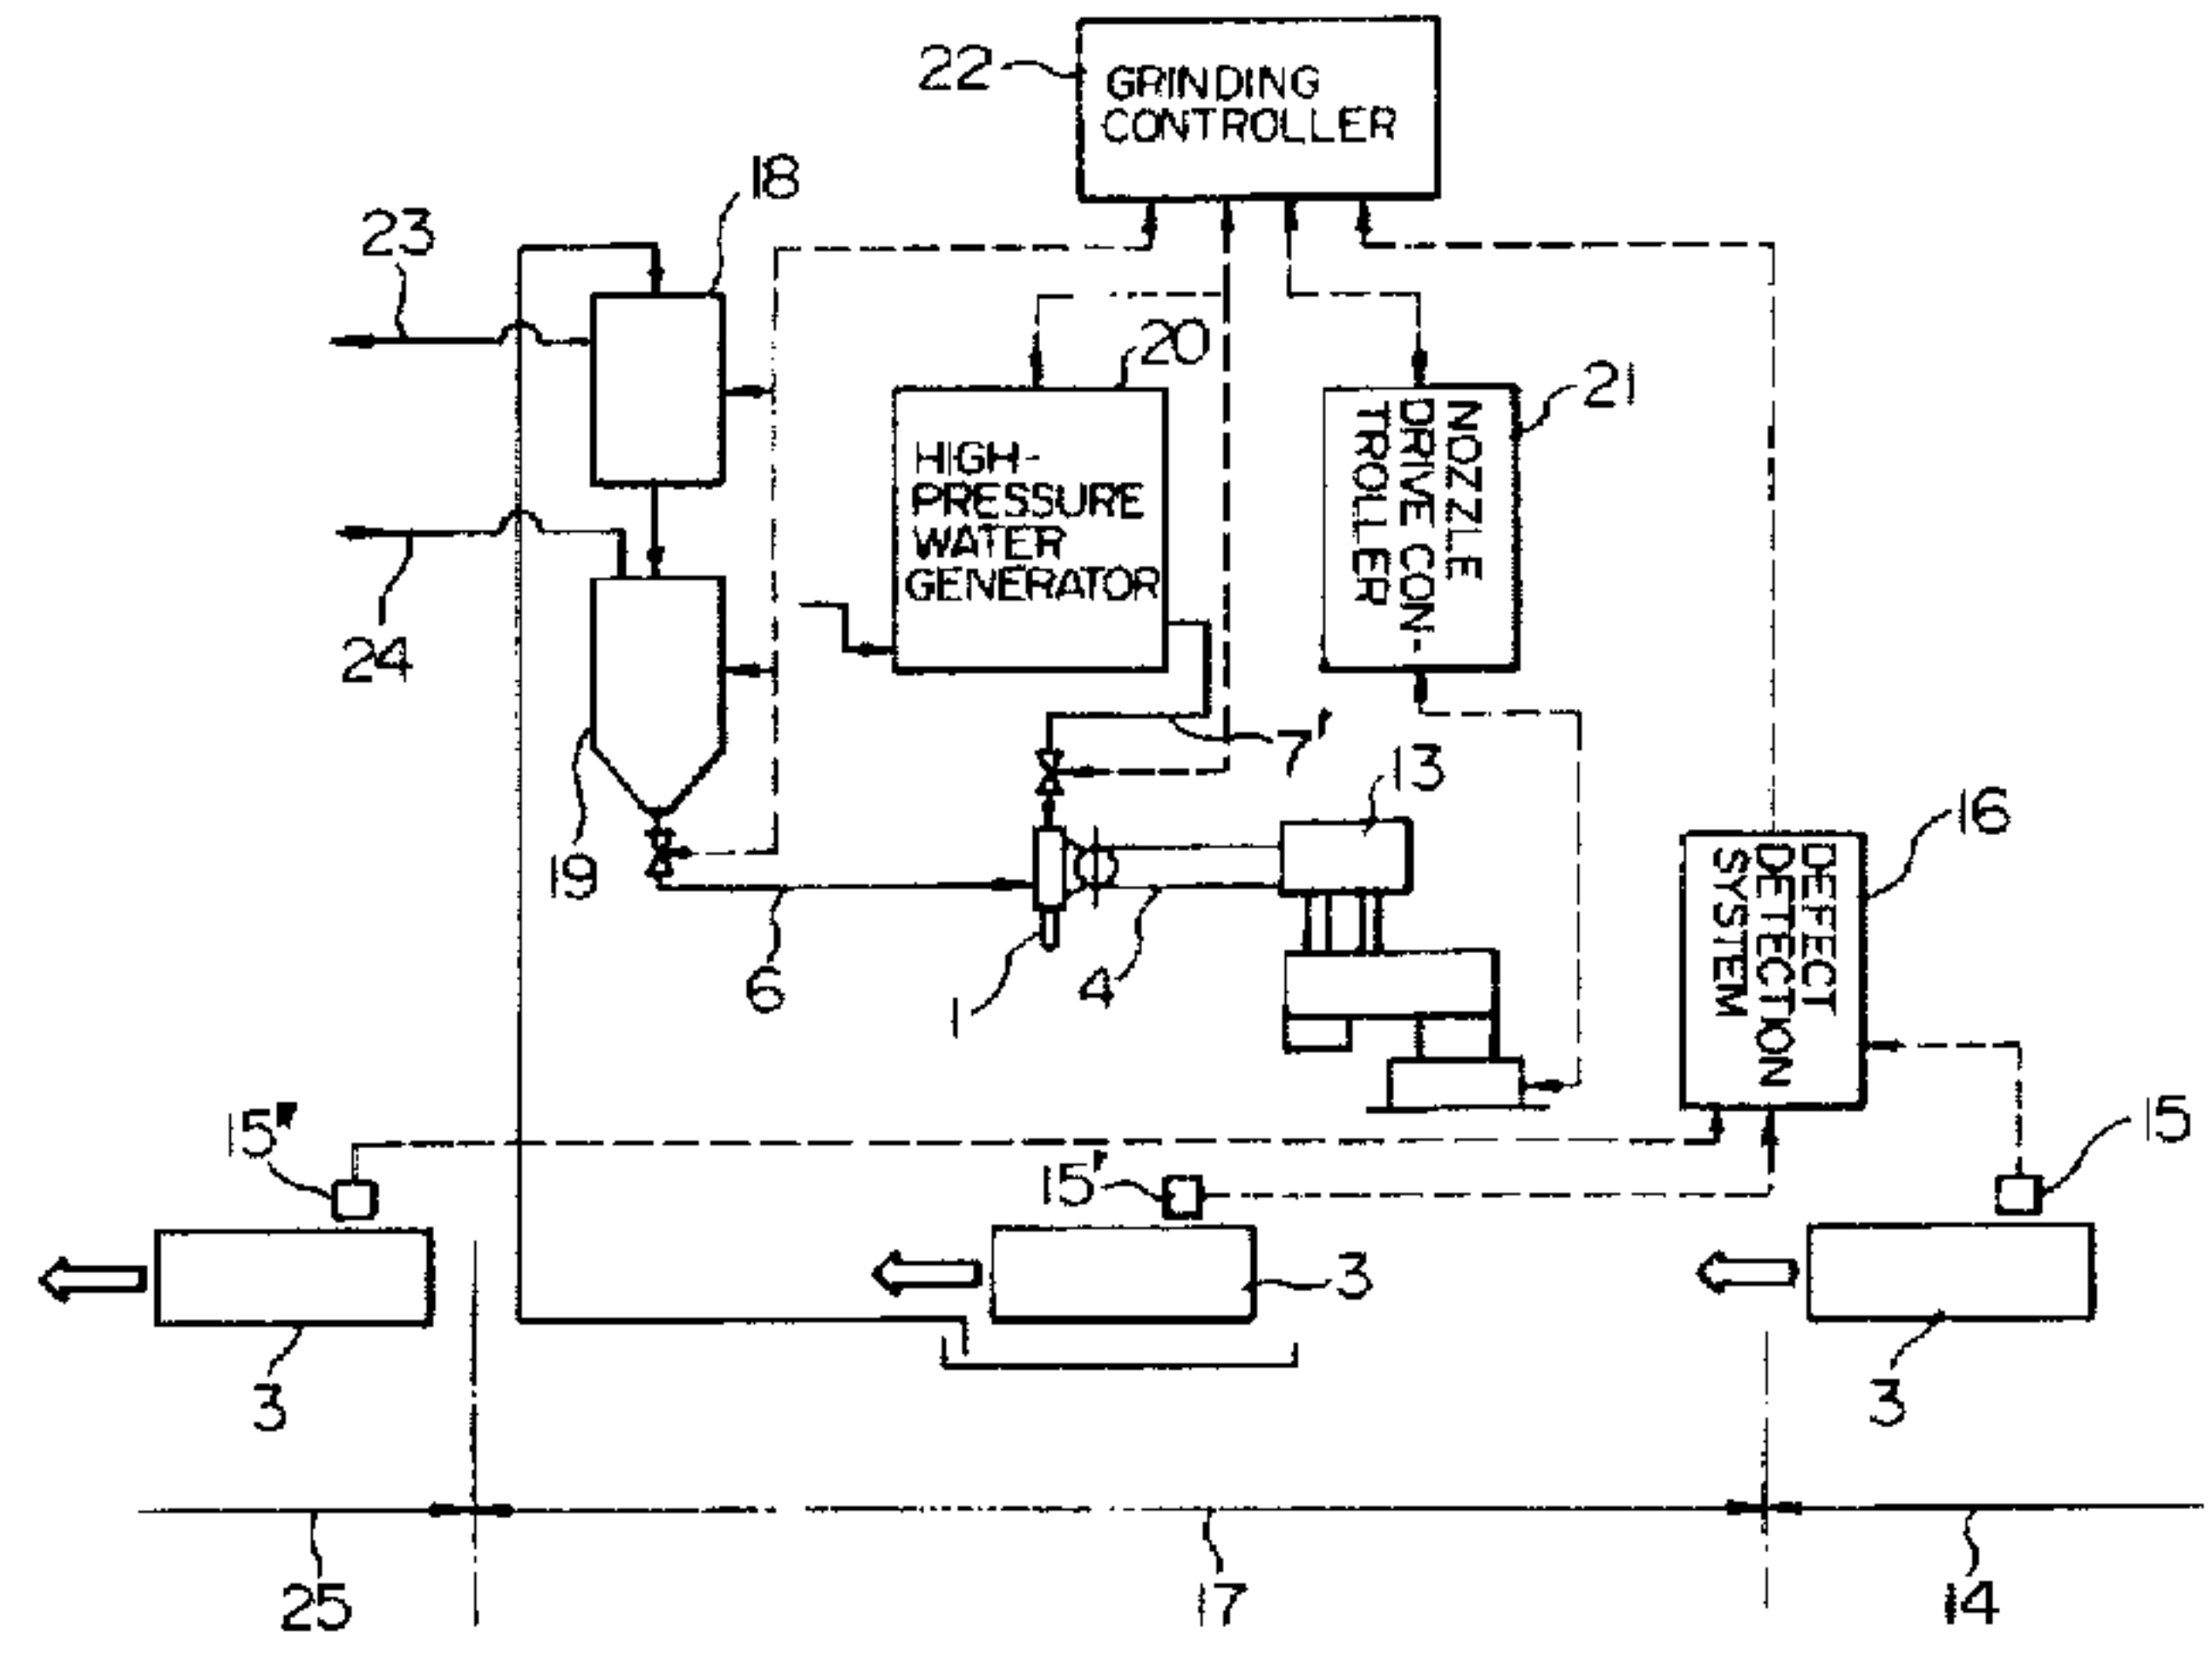 22
GRINDING
CONTROLLER
18
23
20
21
HIGH-
PRESSURE
WATER
GENERATOR
NOZZLE
DRIVE CON-
TROLLER
24
7'
13
16
19
DEFECT
DETECTION
SYSTEM
6
1
4
15"
15'
15
3
3
3
25
17
14